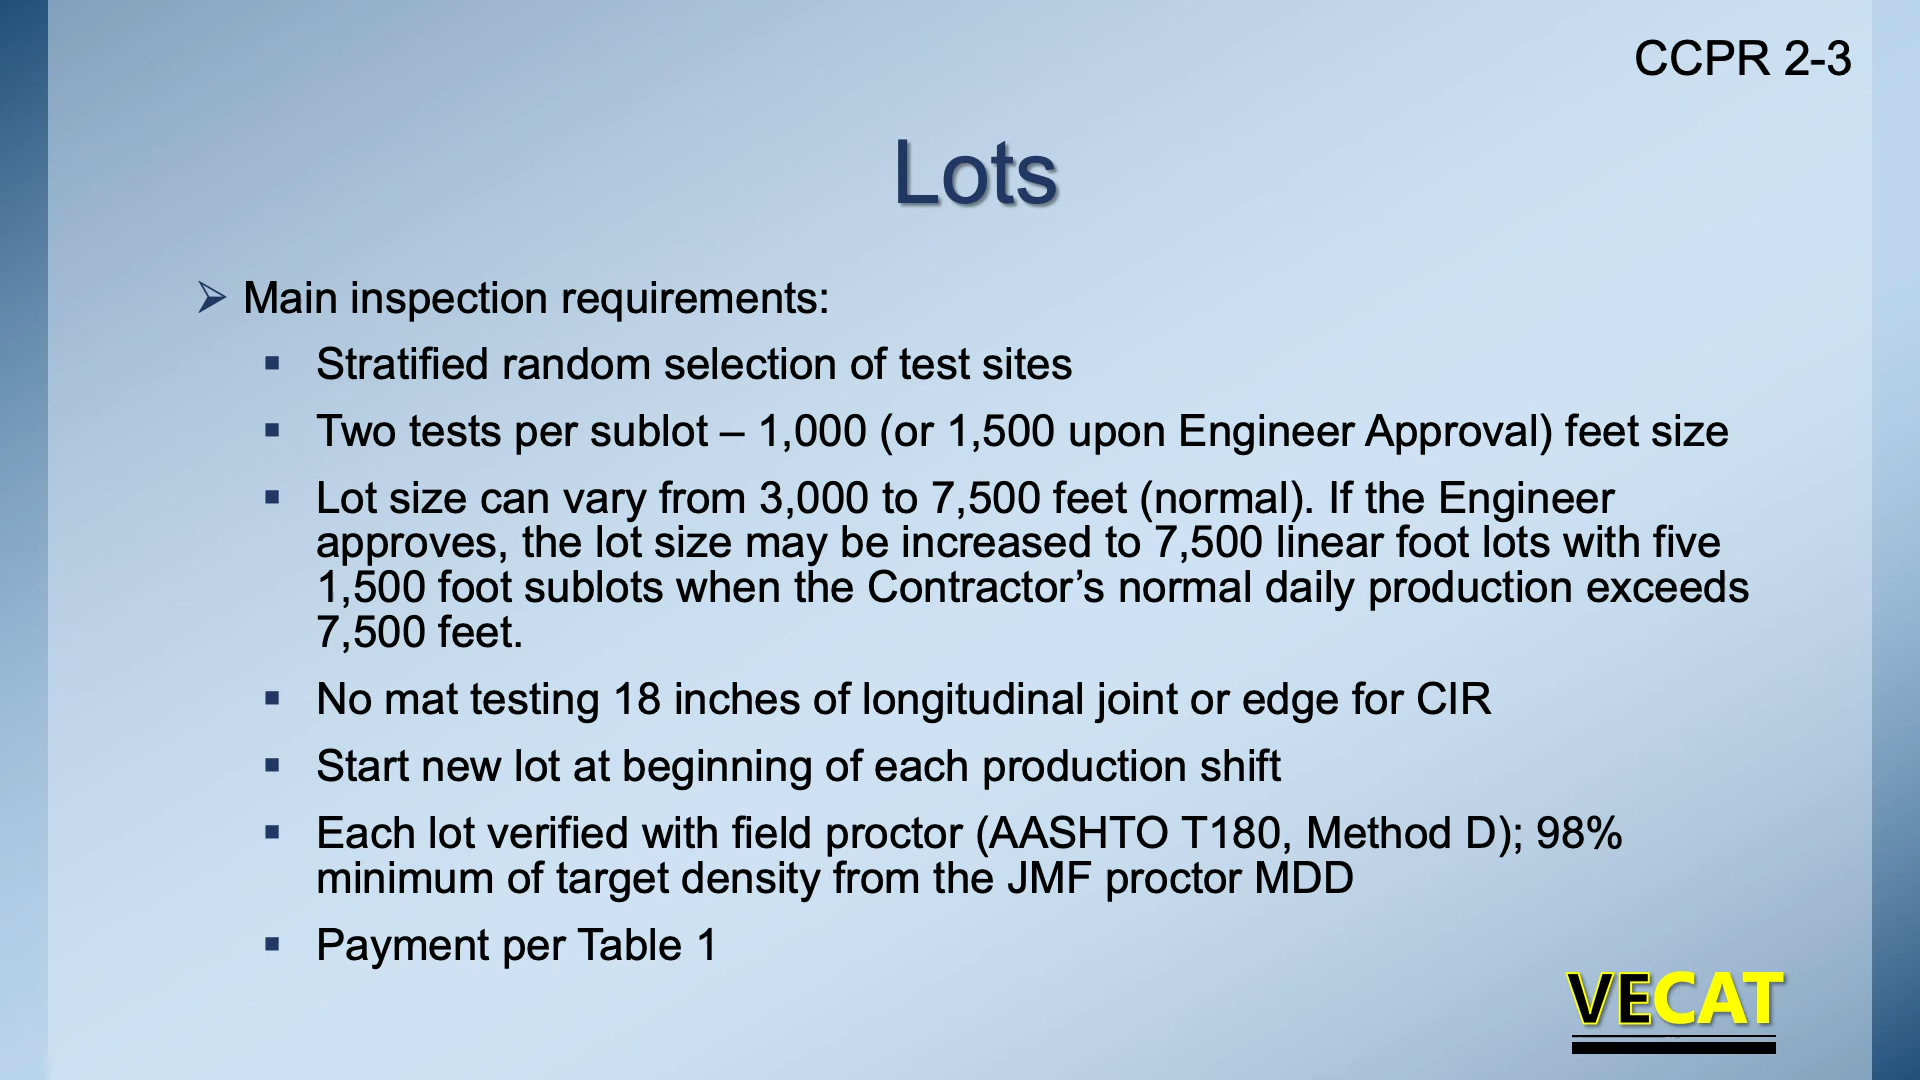 CCPR 2-3
Lots
Main inspection requirements:
Stratified random selection of test sites
Two tests per sublot – 1,000 (or 1,500 upon Engineer Approval) feet size
Lot size can vary from 3,000 to 7,500 feet (normal). If the Engineer
approves, the lot size may be increased to 7,500 linear foot lots with five
1,500 foot sublots when the Contractor’s normal daily production exceeds
7,500 feet.
No mat testing 18 inches of longitudinal joint or edge for CIR
Start new lot at beginning of each production shift
Each lot verified with field proctor (AASHTO T180, Method D); 98%
minimum of target density from the JMF proctor MDD
Payment per Table 1
VECAT